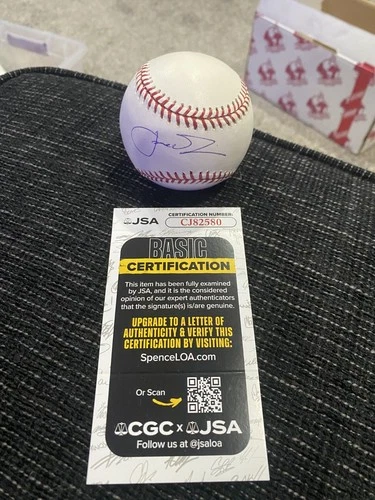 JSA
CERTIFICATION NUMBER:
CJ82580
BASIC
CERTIFICATION
This item has been fully examined
by JSA, and it is the considered
opinion of our expert authenticators
that the signature(s) is/are genuine.
UPGRADE TO A LETTER OF
AUTHENTICITY & VERIFY THIS
CERTIFICATION BY VISITING:
SpenceLOA.com
Or Scan
CGC x JSA
Follow us at @jsaloa